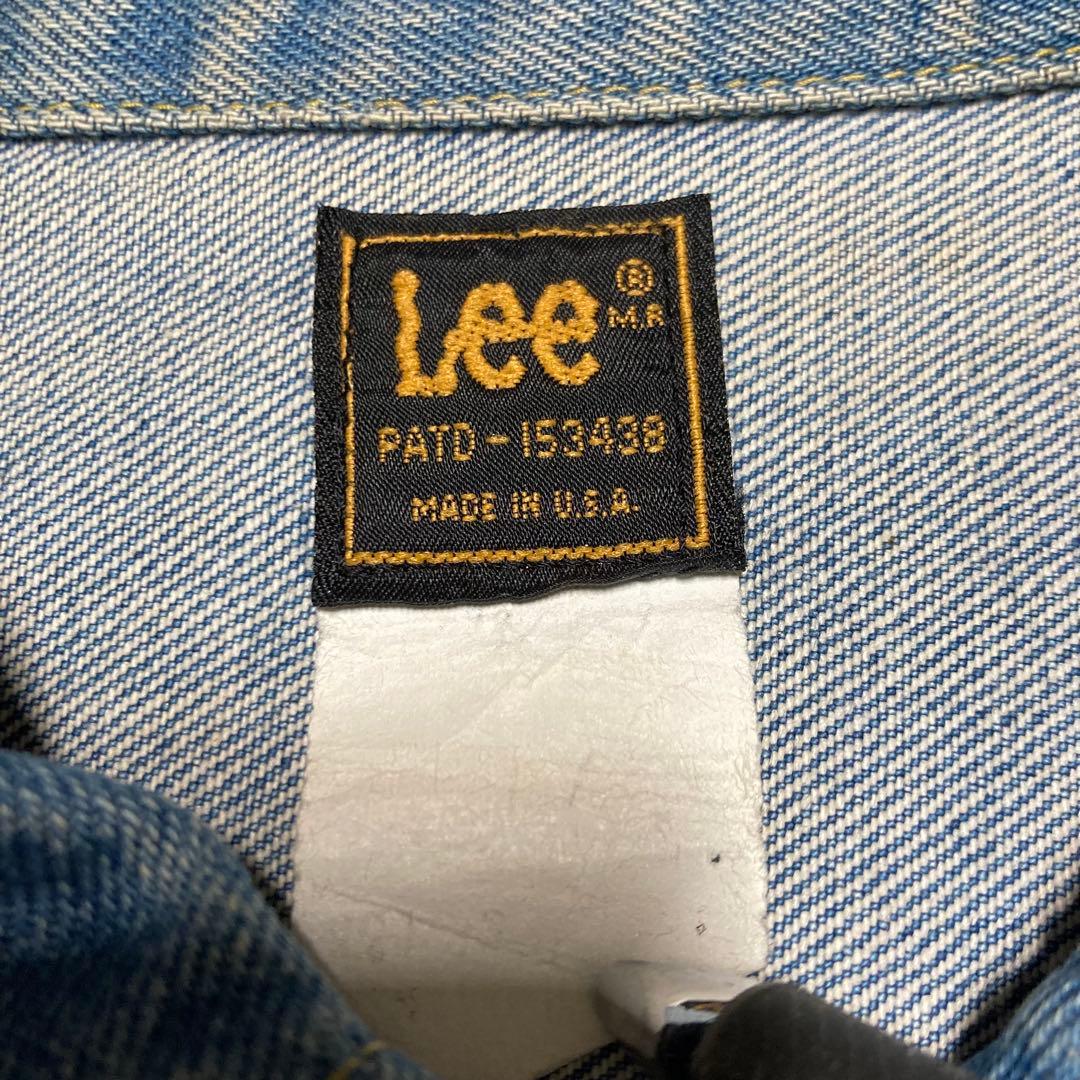 Lee ®
M.R.
PATD-153438
MADE IN U.S.A.